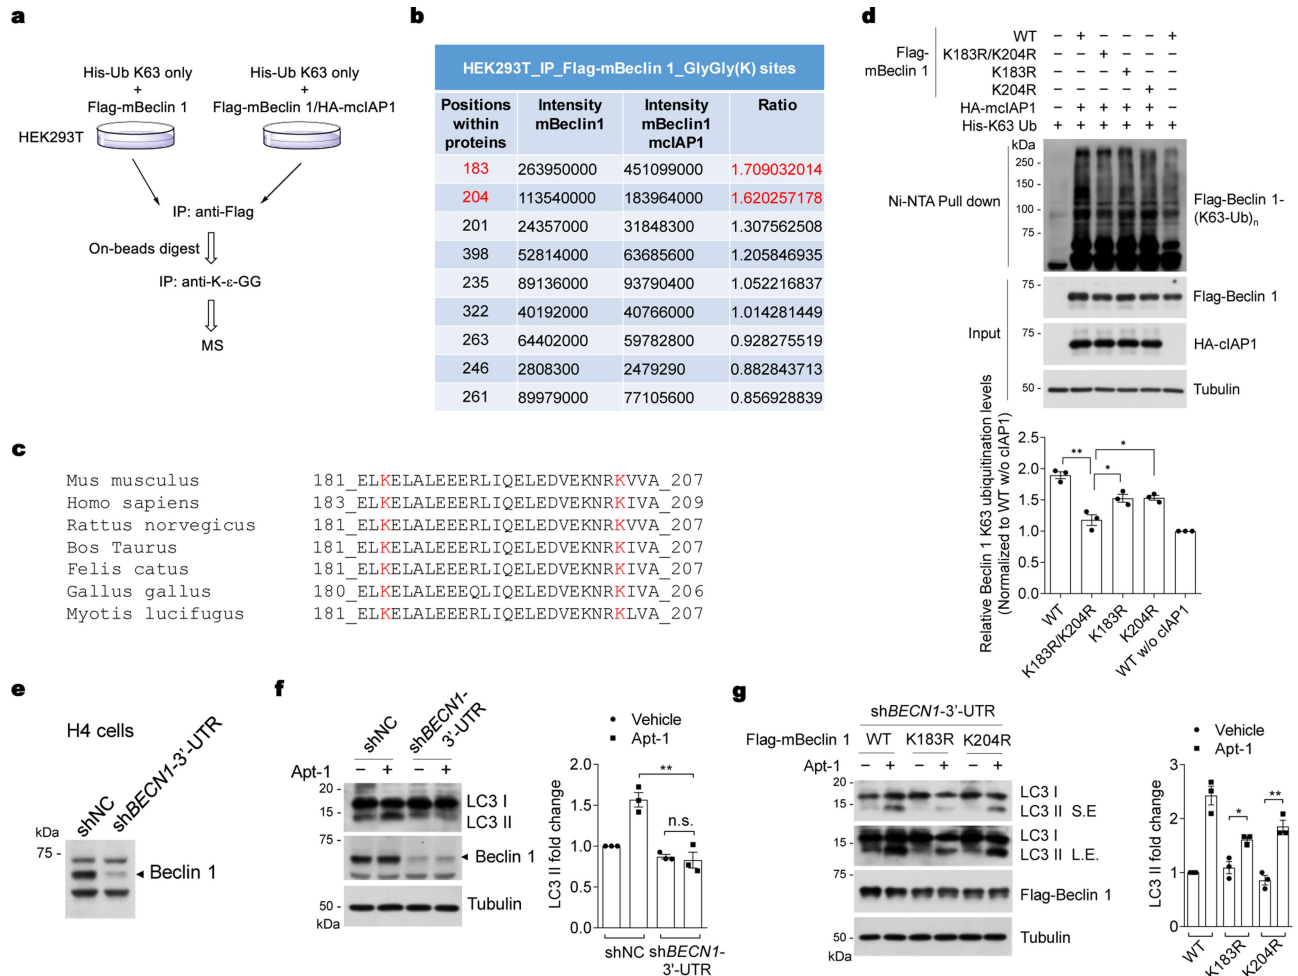 a
His-Ub K63 only
+
Flag-mBeclin 1
His-Ub K63 only
+
Flag-mBeclin 1/HA-mcIAP1
HEK293T
IP: anti-Flag
On-beads digest
IP: anti-K-ε-GG
MS
b
HEK293T_IP_Flag-mBeclin 1_GlyGly(K) sites
Positions within proteins Intensity mBeclin1 Intensity mBeclin1 mcIAP1 Ratio
183 263950000 451099000 1.709032014
204 113540000 183964000 1.620257178
201 24357000 31848300 1.307562508
398 52814000 63685600 1.205846935
235 89136000 93790400 1.052216837
322 40192000 40766000 1.014281449
263 64402000 59782800 0.928275519
246 2808300 2479290 0.882843713
261 89979000 77105600 0.856928839
c
Mus musculus 181_ELKELALEEERLIQELEDVEKNRKVVA_207
Homo sapiens 183_ELKELALEEERLIQELEDVEKNRKIVA_209
Rattus norvegicus 181_ELKELALEEERLIQELEDVEKNRKVVA_207
Bos Taurus 181_ELKELALEEERLIQELEDVEKNRKIVA_207
Felis catus 181_ELKELALEEERLIQELEDVEKNRKIVA_207
Gallus gallus 180_ELKELALEEEQLIQELEDVEKNRKIVA_206
Myotis lucifugus 181_ELKELALEEERLIQELEDVEKNRKLVA_207
d
Flag-mBeclin 1
WT − + − − − +
K183R/K204R − − + − − −
K183R − − − + − −
K204R − − − − + −
HA-mcIAP1 − + + + + −
His-K63 Ub + + + + + +
kDa
250
150
100
75
Ni-NTA Pull down
Flag-Beclin 1-(K63-Ub)n
75
Flag-Beclin 1
Input
75
HA-cIAP1
50
Tubulin
Relative Beclin 1 K63 ubiquitination levels
(Normalized to WT w/o cIAP1)
2.5
2.0
1.5
1.0
0.5
0.0
** * *
WT
K183R/K204R
K183R
K204R
WT w/o cIAP1
e
H4 cells
shNC
shBECN1-3'-UTR
kDa
75
Beclin 1
f
shNC
shBECN1-3'-UTR
Apt-1 − + − +
20
15
LC3 I
LC3 II
75
Beclin 1
50
Tubulin
kDa
Vehicle
Apt-1
LC3 II fold change
2.0
1.5
1.0
0.5
0.0
**
n.s.
shNC
shBECN1-3'-UTR
g
shBECN1-3'-UTR
Flag-mBeclin 1 WT K183R K204R
Apt-1 − + − + − +
20
15
LC3 I
LC3 II S.E
15
LC3 I
LC3 II L.E.
75
Flag-Beclin 1
50
Tubulin
kDa
Vehicle
Apt-1
LC3 II fold change
3
2
1
0
* **
WT
K183R
K204R